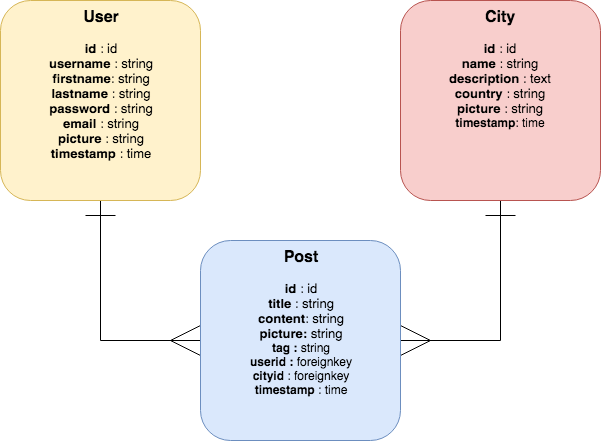 User
id : id
username : string
firstname: string
lastname : string
password : string
email : string
picture : string
timestamp : time
City
id : id
name : string
description : text
country : string
picture : string
timestamp: time
Post
id : id
title : string
content: string
picture: string
tag : string
userid : foreignkey
cityid : foreignkey
timestamp : time